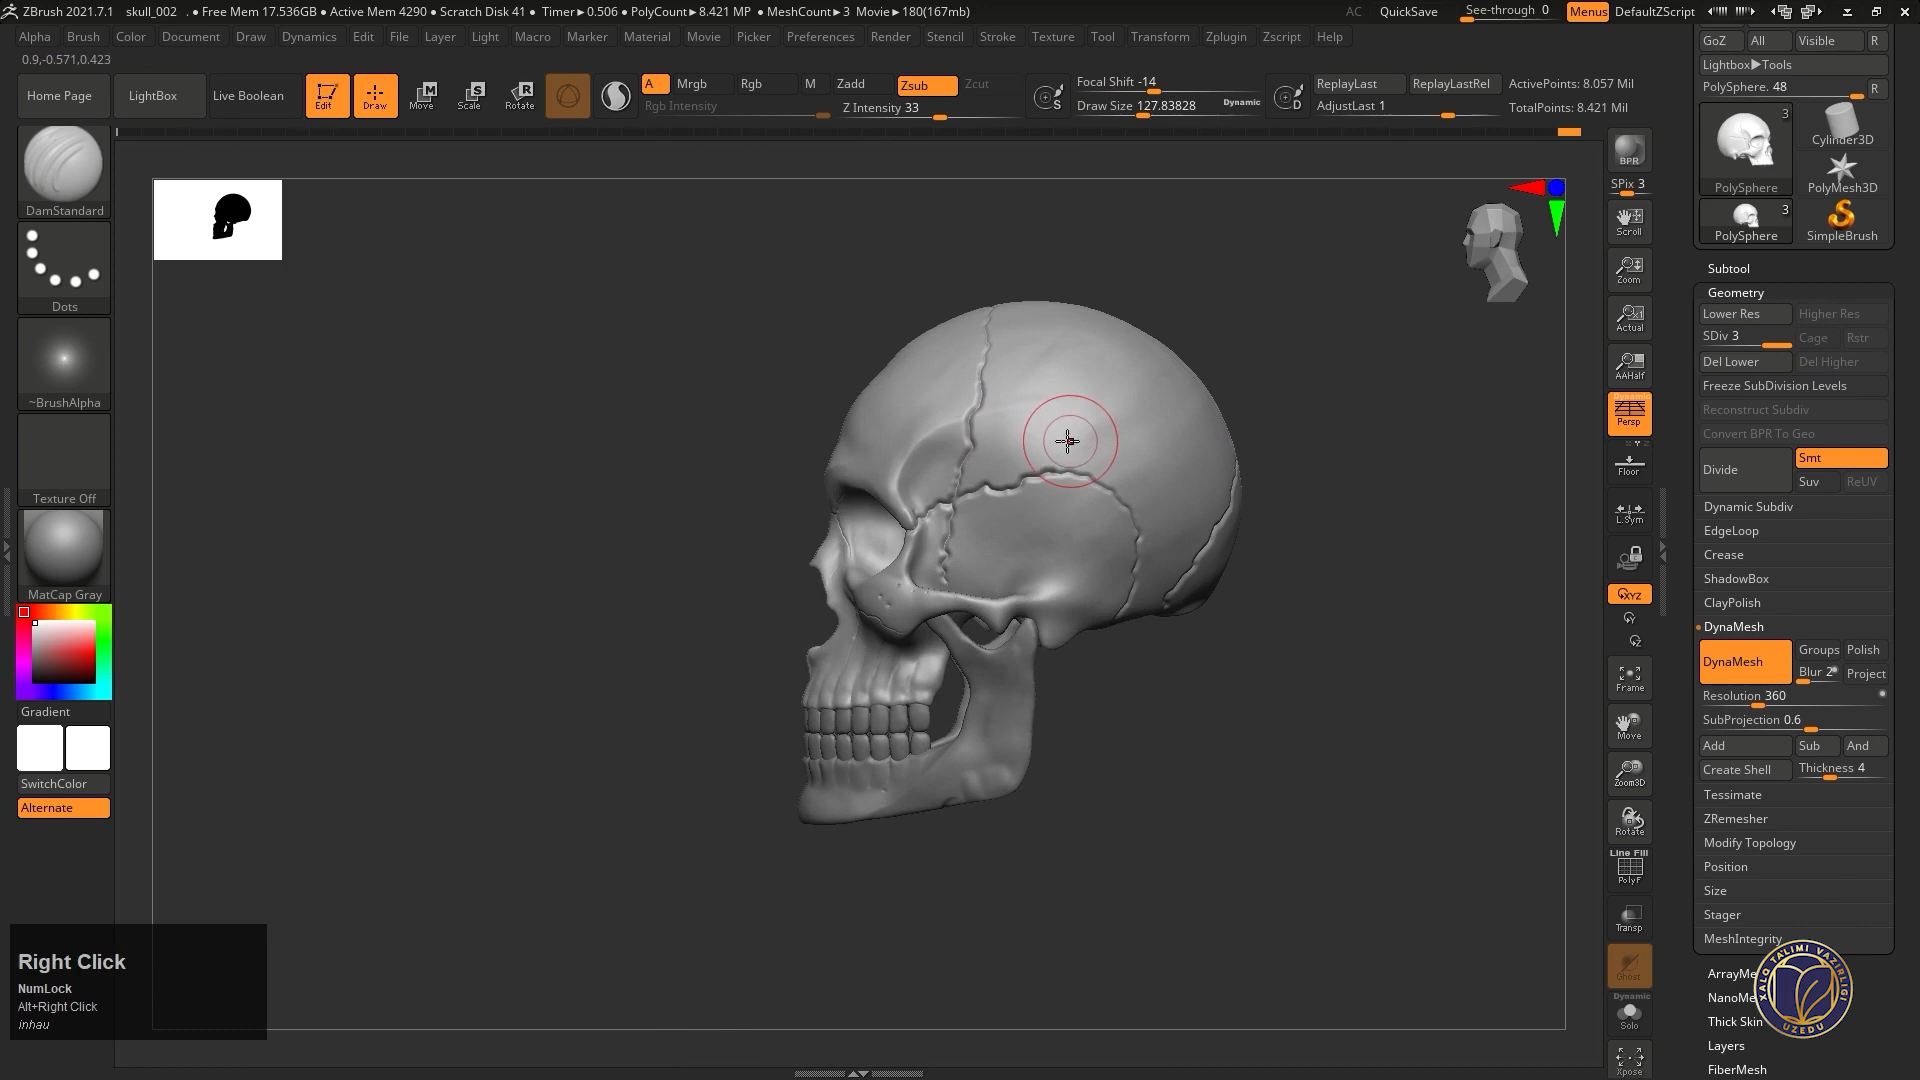 ZBrush 2021.7.1 skull_002 . ● Free Mem 17.536GB ● Active Mem 4290 ● Scratch Disk 41 ● Timer►0.506 ● PolyCount►8.421 MP ● MeshCount►3 Movie►180(167mb)
AC QuickSave See-through 0 Menus DefaultZScript
Alpha Brush Color Document Draw Dynamics Edit File Layer Light Macro Marker Material Movie Picker Preferences Render Stencil Stroke Texture Tool Transform Zplugin Zscript Help
0.9,-0.571,0.423
Home Page LightBox Live Boolean Edit Draw Move Scale Rotate
A Mrgb Rgb M Zadd Zsub Zcut
Rgb Intensity Z Intensity 33
Focal Shift -14
Draw Size 127.83828 Dynamic
ReplayLast ReplayLastRel ActivePoints: 8.057 Mil
AdjustLast 1 TotalPoints: 8.421 Mil
DamStandard
Dots
~BrushAlpha
Texture Off
MatCap Gray
Gradient
SwitchColor
Alternate
Right Click
NumLock
Alt+Right Click
inhau
BPR
SPix 3
Scroll
Zoom
Actual
AAHalf
Dynamic
Persp
Floor
L.Sym
XYZ
Frame
Move
Zoom3D
Rotate
Line Fill
PolyF
Transp
Ghost
Dynamic
Solo
Xpose
GoZ All Visible R
Lightbox►Tools
PolySphere. 48 R
3
Cylinder3D
PolySphere PolyMesh3D
3
PolySphere SimpleBrush
Subtool
Geometry
Lower Res Higher Res
SDiv 3 Cage Rstr
Del Lower Del Higher
Freeze SubDivision Levels
Reconstruct Subdiv
Convert BPR To Geo
Divide Smt
Suv ReUV
Dynamic Subdiv
EdgeLoop
Crease
ShadowBox
ClayPolish
DynaMesh
DynaMesh Groups Polish
Blur 2 Project
Resolution 360
SubProjection 0.6
Add Sub And
Create Shell Thickness 4
Tessimate
ZRemesher
Modify Topology
Position
Size
Stager
MeshIntegrity
ArrayMe
NanoMe
Thick Skin
Layers
FiberMesh
XALQ TA'LIMI VAZIRLIGI
UZEDU